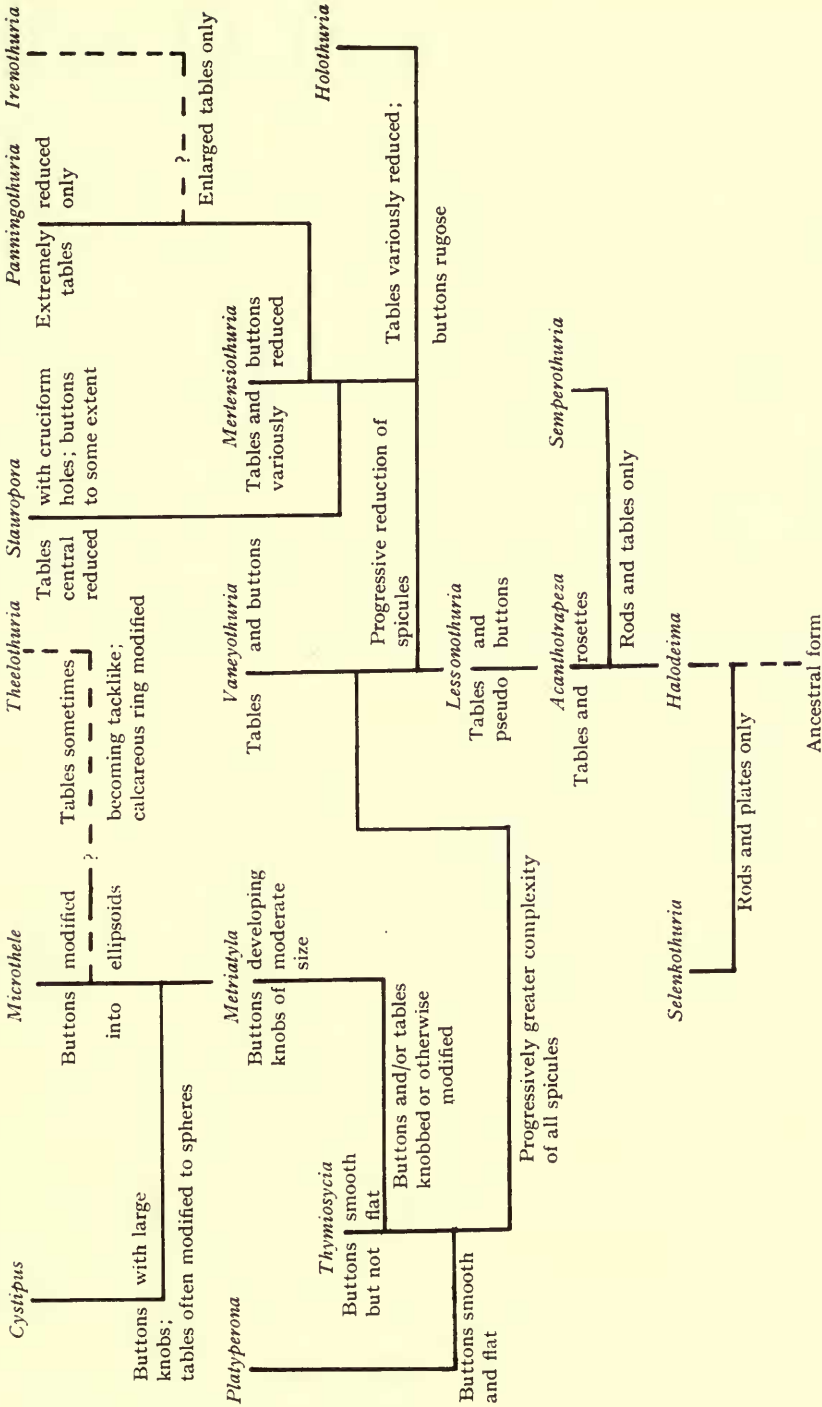 Cystipus
Microthele
Theelothuria
Stauropora
Panningothuria
Irenothuria
Buttons with large
knobs;
tables often modified to spheres
Buttons modified
into ellipsoids
?
Tables sometimes
becoming tacklike;
calcareous ring modified
Tables with cruciform
central holes; buttons
reduced to some extent
Extremely reduced
tables only
?
Enlarged tables only
Platyperona
Thymiosycia
Metriatyla
Vaneyothuria
Mertensiothuria
Holothuria
Buttons smooth
but not flat
Buttons developing
knobs of moderate
size
Tables and buttons
Tables and buttons
variously reduced
Buttons smooth
and flat
Buttons and/or tables
knobbed or otherwise
modified
Progressive reduction of
spicules
Tables variously reduced;
buttons rugose
Progressively greater complexity
of all spicules
Lessonothuria
Tables and
pseudo buttons
Acanthotrapeza
Semperothuria
Tables and rosettes
Rods and tables only
Selenkothuria
Halodeima
Rods and plates only
Ancestral form